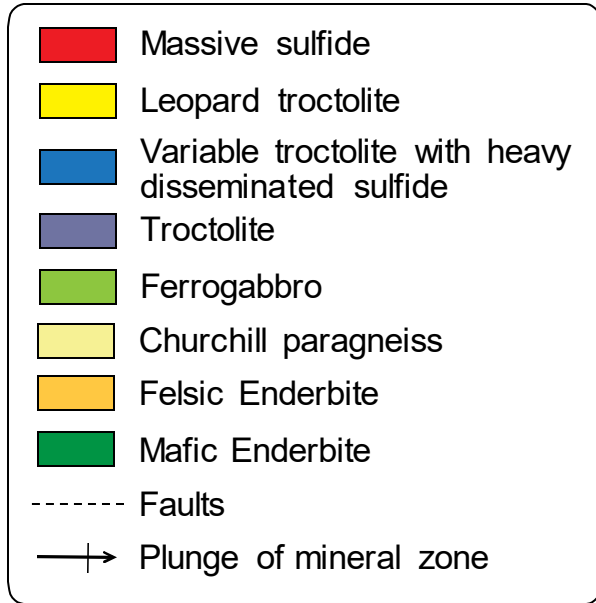 Massive sulfide
Leopard troctolite
Variable troctolite with heavy
disseminated sulfide
Troctolite
Ferrogabbro
Churchill paragneiss
Felsic Enderbite
Mafic Enderbite
Faults
Plunge of mineral zone